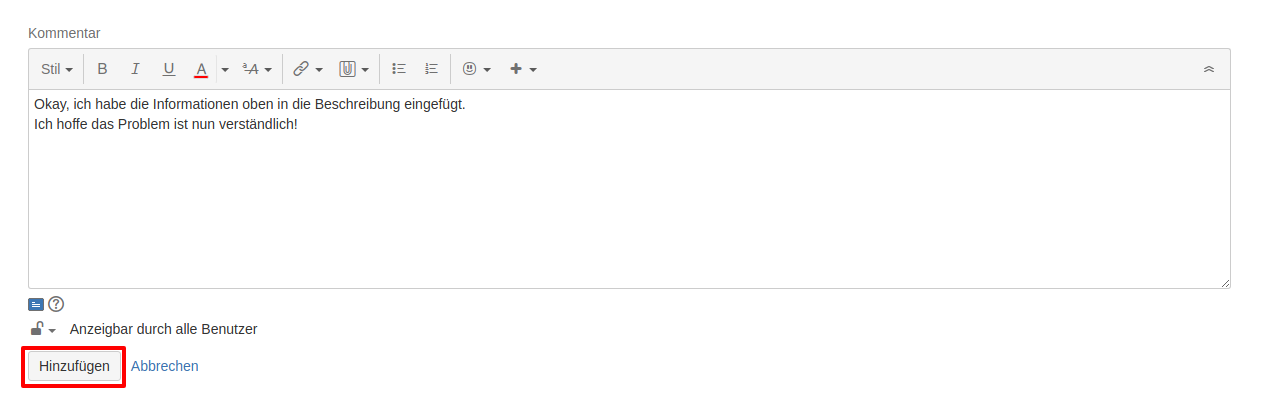 Kommentar
Stil B I U A ªA
Okay, ich habe die Informationen oben in die Beschreibung eingefügt.
Ich hoffe das Problem ist nun verständlich!
Anzeigbar durch alle Benutzer
Hinzufügen Abbrechen